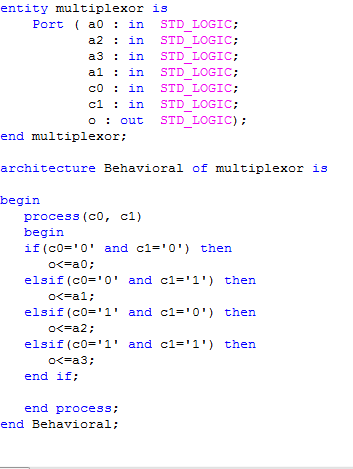 entity multiplexor is
    Port ( a0 : in  STD_LOGIC;
           a2 : in  STD_LOGIC;
           a3 : in  STD_LOGIC;
           a1 : in  STD_LOGIC;
           c0 : in  STD_LOGIC;
           c1 : in  STD_LOGIC;
           o : out  STD_LOGIC);
end multiplexor;

architecture Behavioral of multiplexor is

begin
   process(c0, c1)
   begin
   if(c0='0' and c1='0') then
      o<=a0;
   elsif(c0='0' and c1='1') then
      o<=a1;
   elsif(c0='1' and c1='0') then
      o<=a2;
   elsif(c0='1' and c1='1') then
      o<=a3;
   end if;

   end process;
end Behavioral;